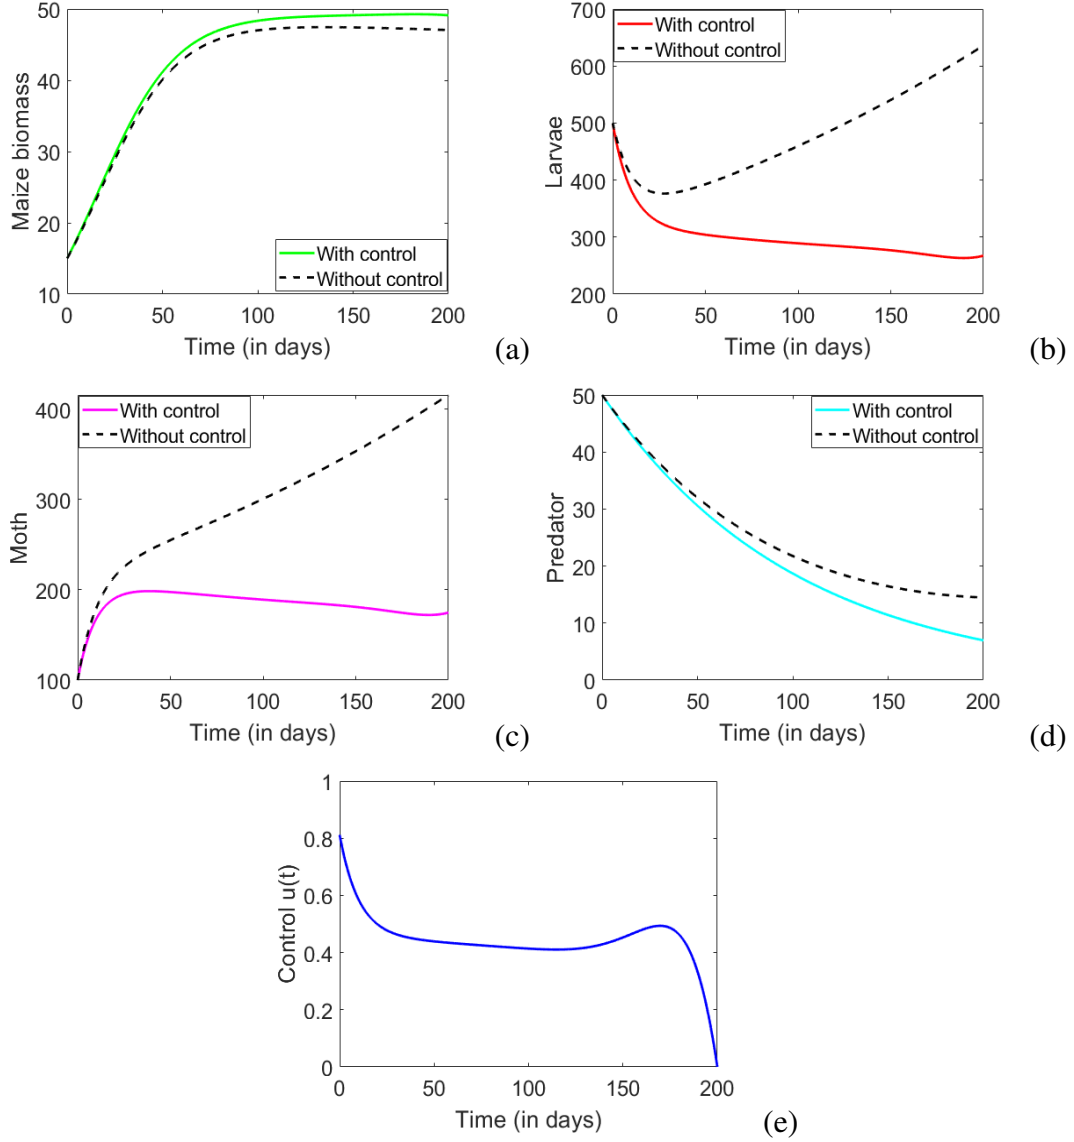 50
40
30
20
10
Maize biomass
With control
Without control
0
50
100
150
200
Time (in days)
(a)
700
600
500
400
300
200
Larvae
With control
Without control
0
50
100
150
200
Time (in days)
(b)
400
300
200
100
Moth
With control
Without control
0
50
100
150
200
Time (in days)
(c)
50
40
30
20
10
0
Predator
With control
Without control
0
50
100
150
200
Time (in days)
(d)
1
0.8
0.6
0.4
0.2
0
Control u(t)
0
50
100
150
200
Time (in days)
(e)